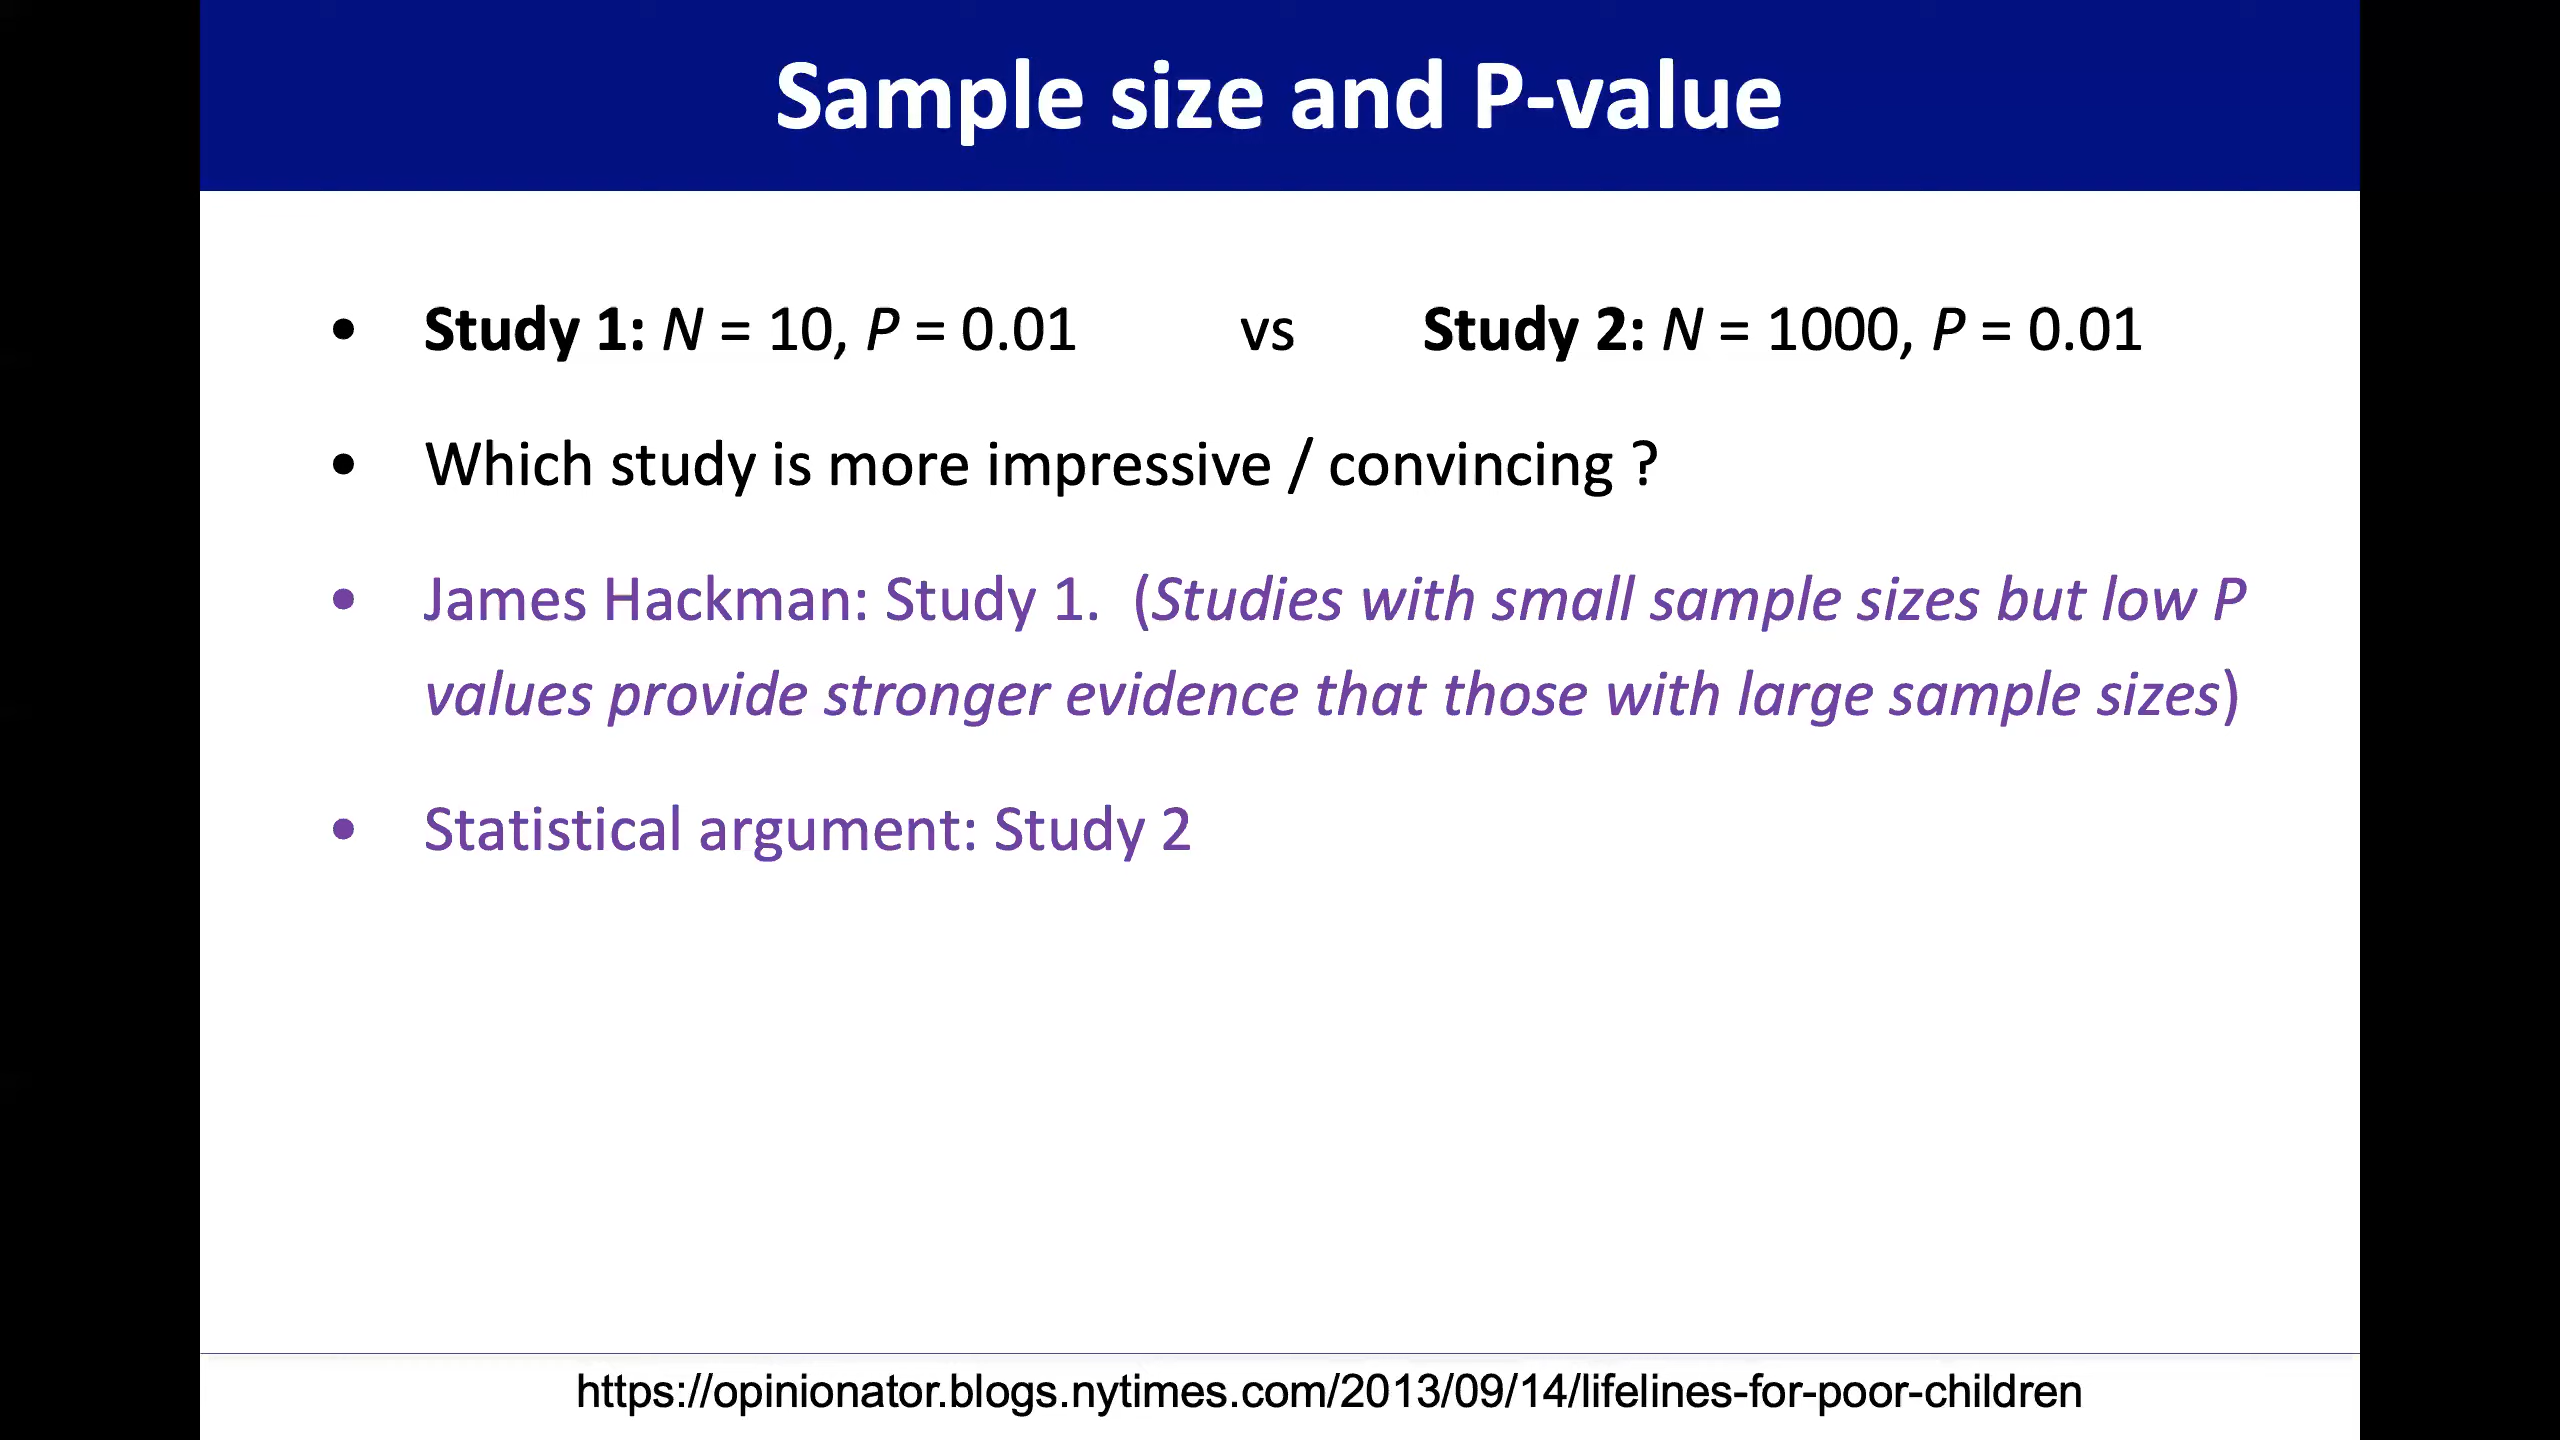 Sample size and P-value
• Study 1: N = 10, P = 0.01 vs Study 2: N = 1000, P = 0.01
• Which study is more impressive / convincing ?
• James Hackman: Study 1. (Studies with small sample sizes but low P
values provide stronger evidence that those with large sample sizes)
• Statistical argument: Study 2
https://opinionator.blogs.nytimes.com/2013/09/14/lifelines-for-poor-children